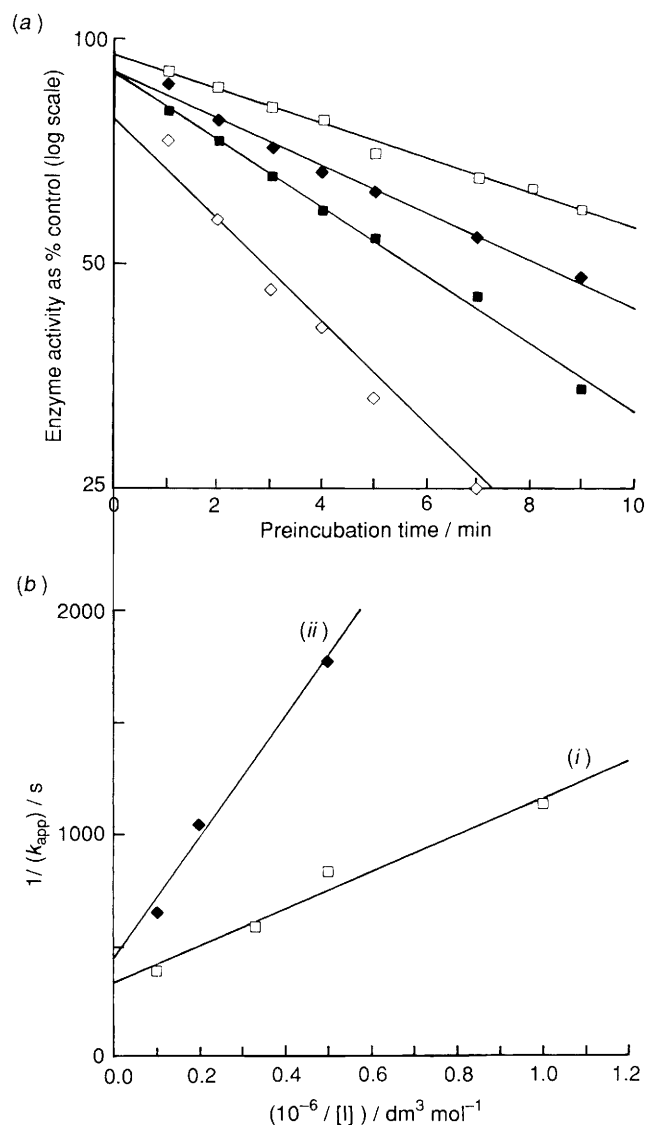 (a)
Enzyme activity as % control (log scale)
100
50
25
0 2 4 6 8 10
Preincubation time / min
(b)
1/ (kapp) / s
2000
1000
0
(ii)
(i)
0.0 0.2 0.4 0.6 0.8 1.0 1.2
(10⁻⁶ / [I] ) / dm³ mol⁻¹